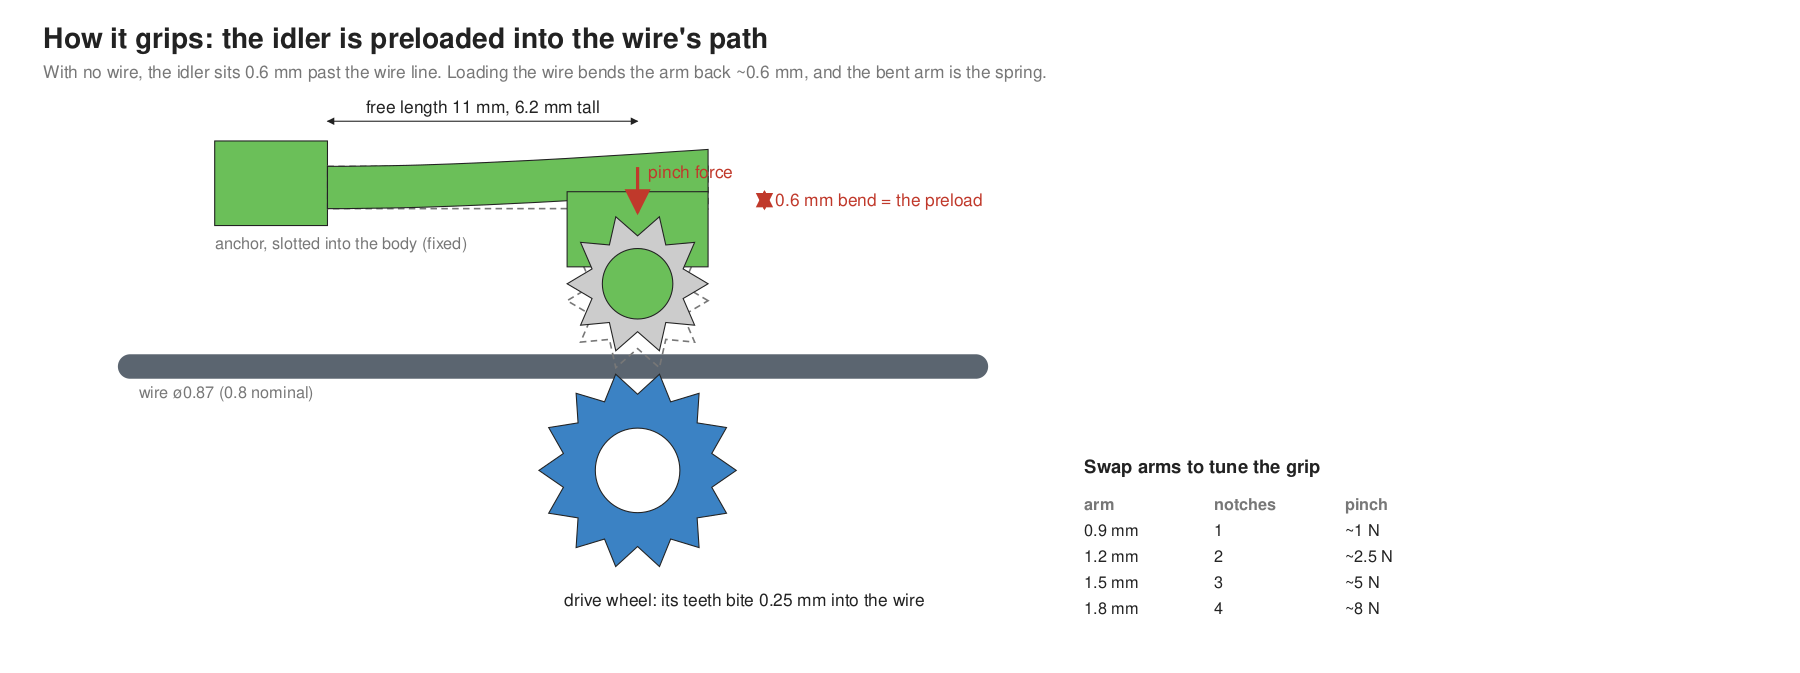 How it grips: the idler is preloaded into the wire's path
With no wire, the idler sits 0.6 mm past the wire line. Loading the wire bends the arm back ~0.6 mm, and the bent arm is the spring.
free length 11 mm, 6.2 mm tall
pinch force
0.6 mm bend = the preload
anchor, slotted into the body (fixed)
wire ø0.87 (0.8 nominal)
drive wheel: its teeth bite 0.25 mm into the wire
Swap arms to tune the grip
arm notches pinch
0.9 mm 1 ~1 N
1.2 mm 2 ~2.5 N
1.5 mm 3 ~5 N
1.8 mm 4 ~8 N